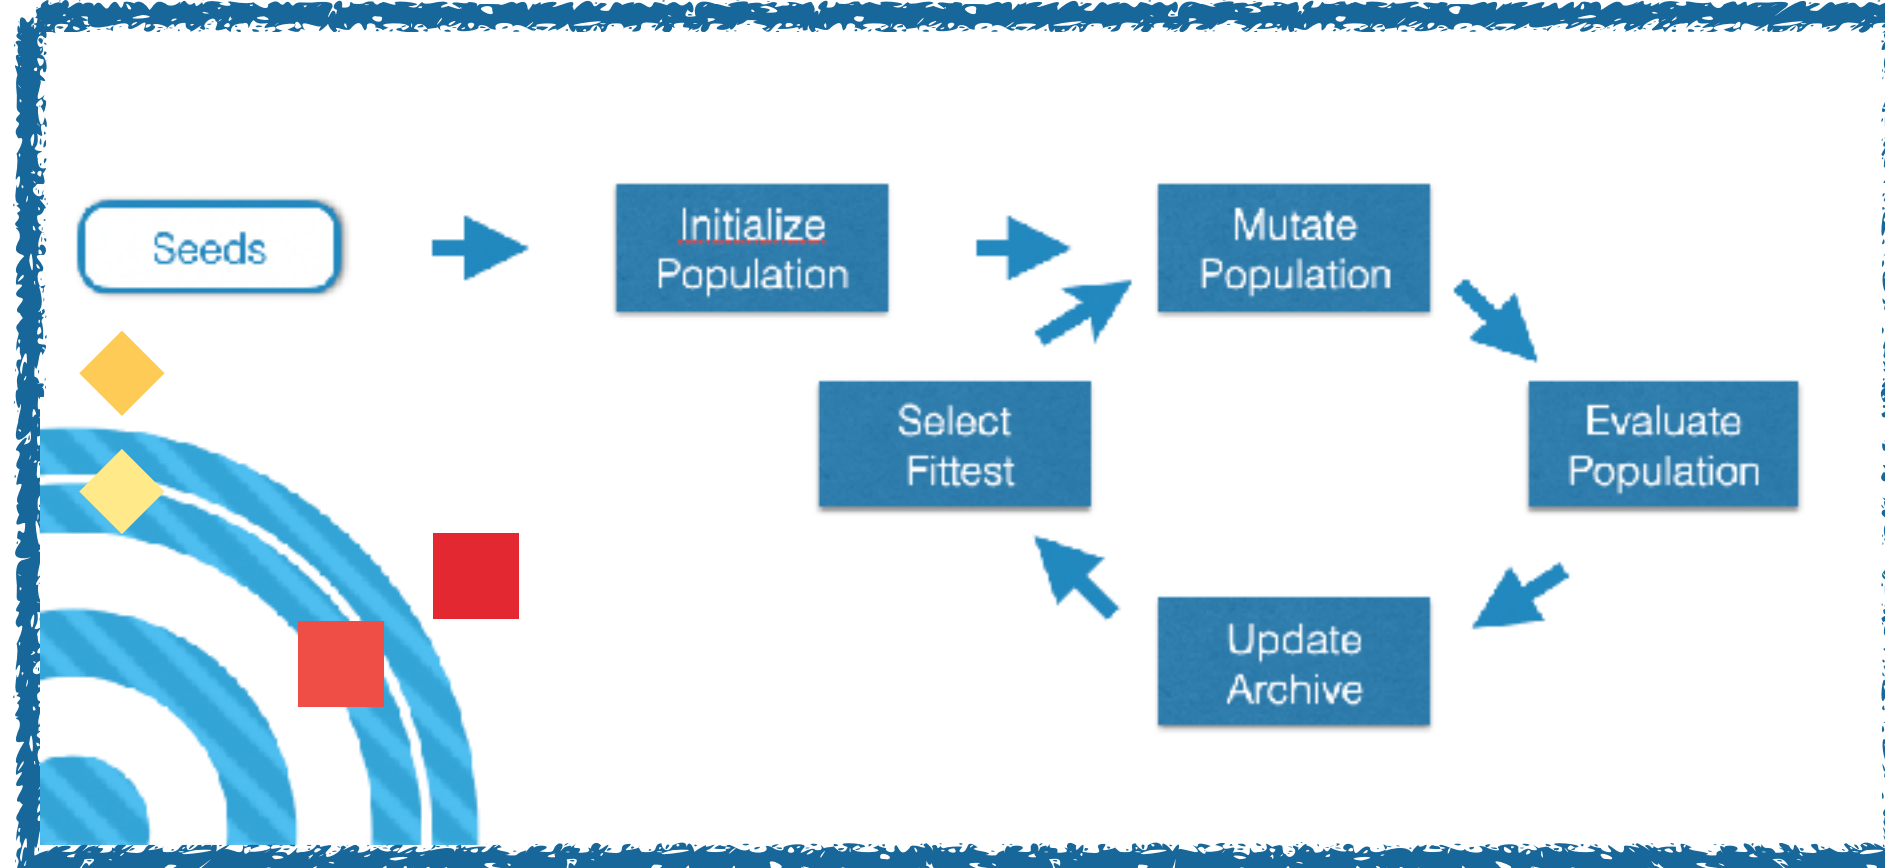 Seeds
Initialize
Population
Mutate
Population
Select
Fittest
Evaluate
Population
Update
Archive